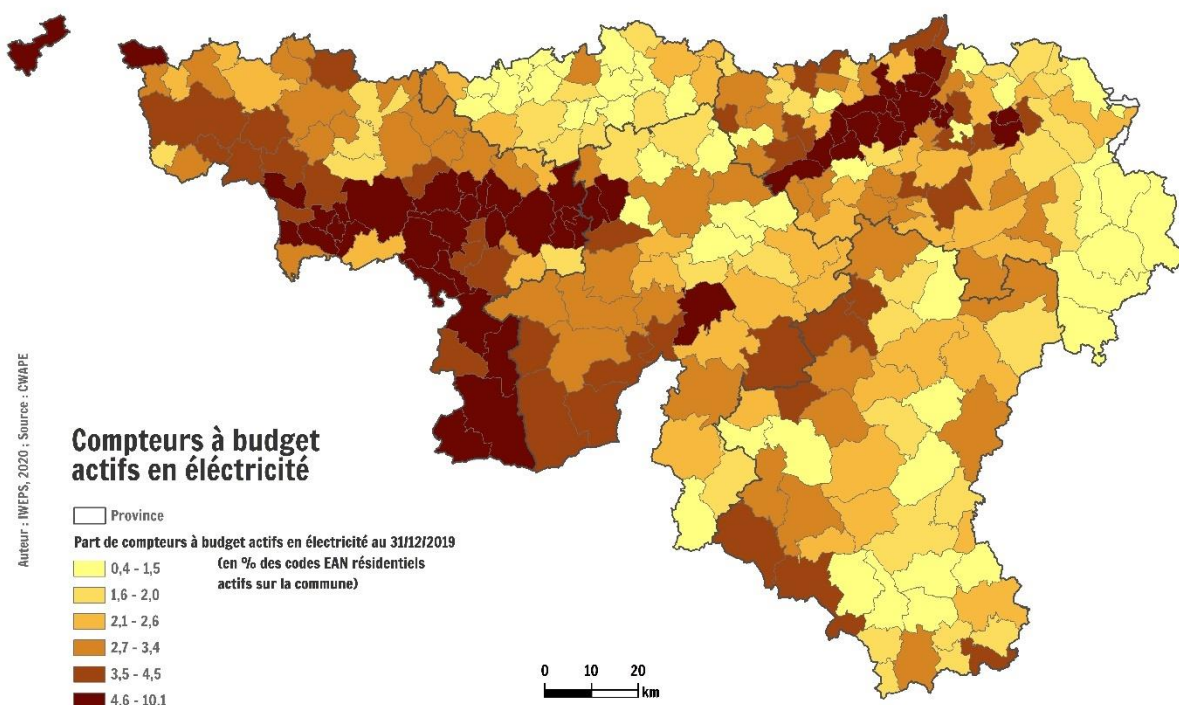 Auteur : IWEPS, 2020 ; Source : CWAPE
Compteurs à budget
actifs en éléctricité
Province
Part de compteurs à budget actifs en électricité au 31/12/2019
(en % des codes EAN résidentiels
actifs sur la commune)
0,4 - 1,5
1,6 - 2,0
2,1 - 2,6
2,7 - 3,4
3,5 - 4,5
4,6 - 10,1
0 10 20
km